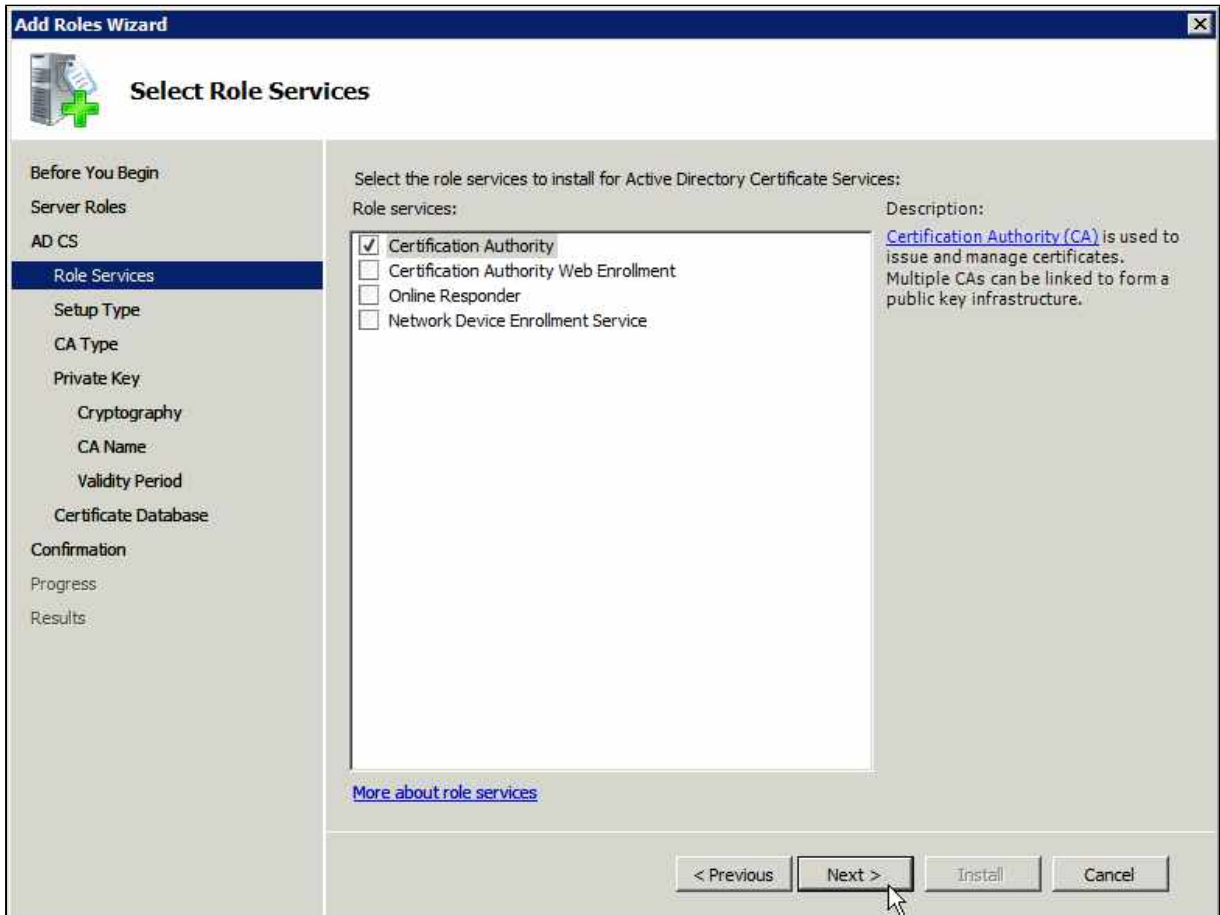 Add Roles Wizard
Select Role Services
Before You Begin
Server Roles
AD CS
Role Services
Setup Type
CA Type
Private Key
Cryptography
CA Name
Validity Period
Certificate Database
Confirmation
Progress
Results
Select the role services to install for Active Directory Certificate Services:
Role services:
Certification Authority
Certification Authority Web Enrollment
Online Responder
Network Device Enrollment Service
More about role services
Description:
Certification Authority (CA) is used to
issue and manage certificates.
Multiple CAs can be linked to form a
public key infrastructure.
< Previous Next > Install Cancel